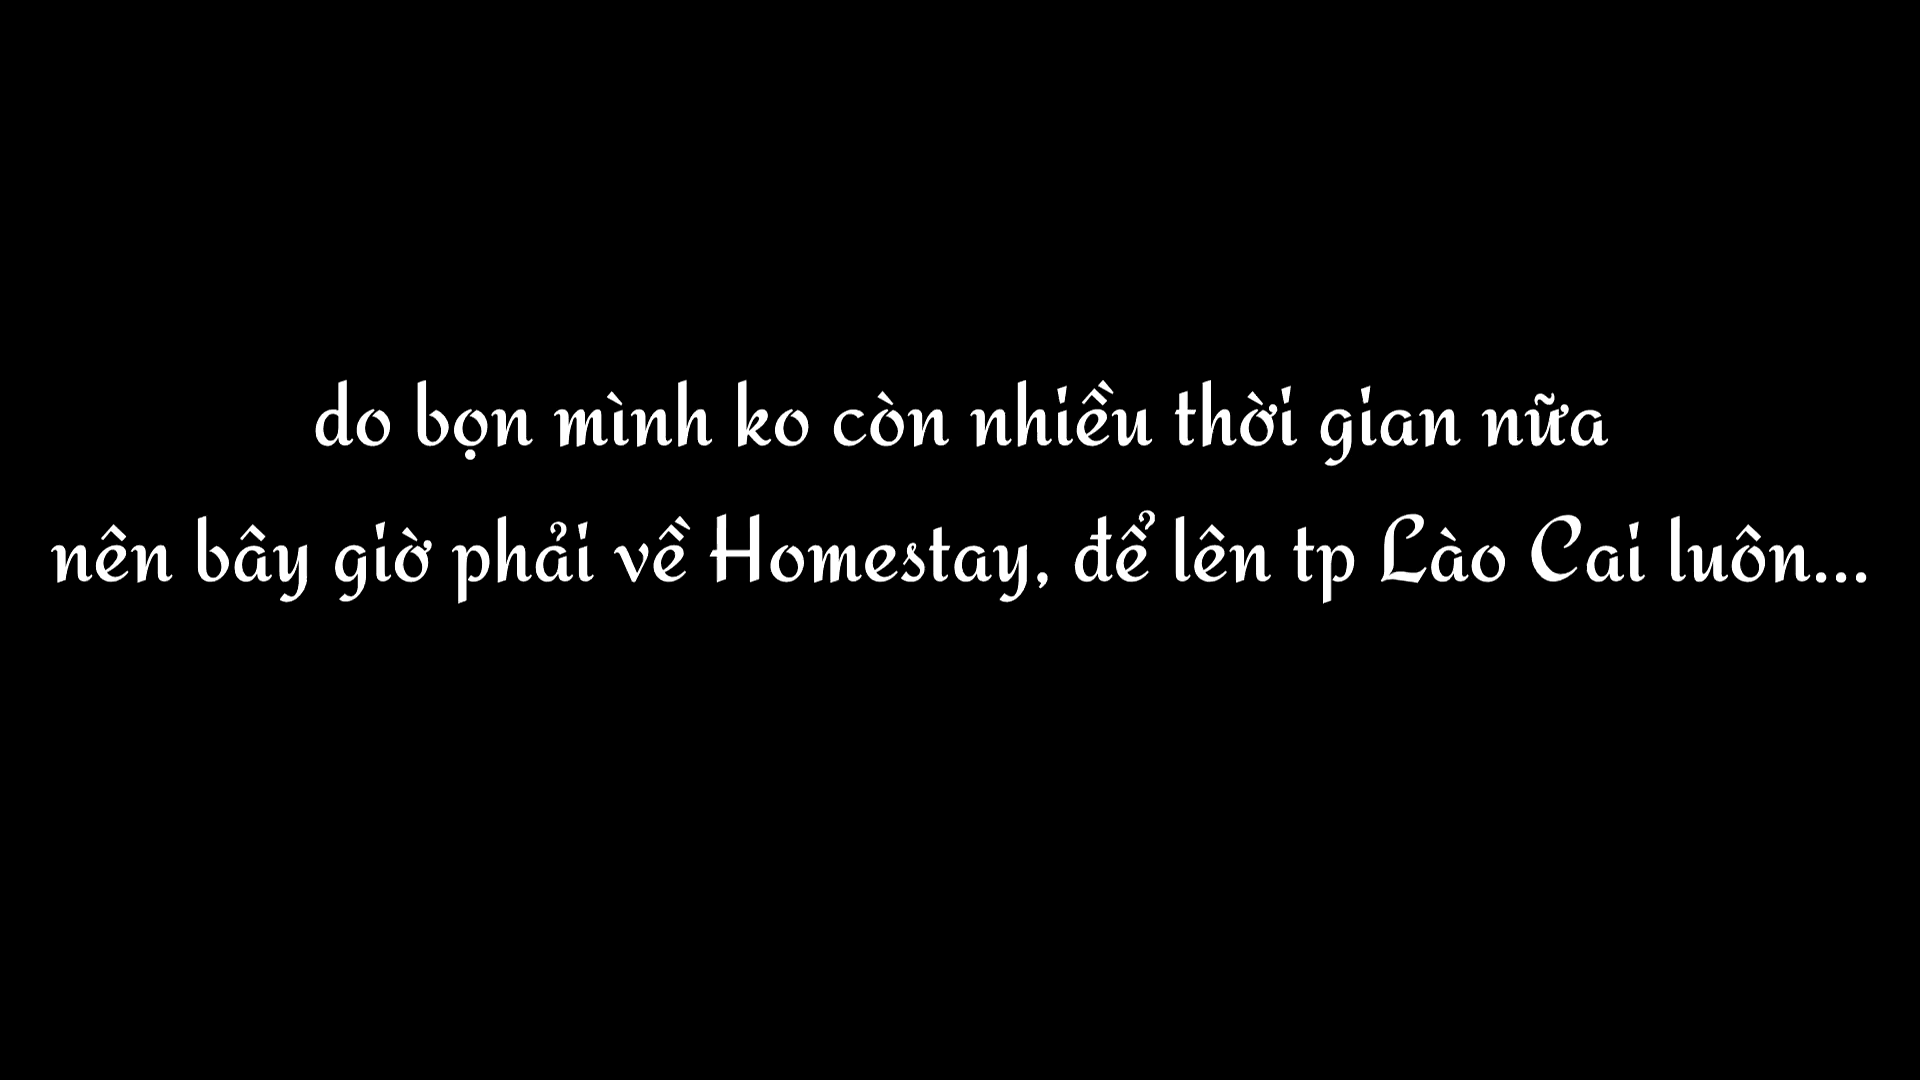 do bọn mình ko còn nhiều thời gian nữa
nên bây giờ phải về Homestay, để lên tp Lào Cai luôn...